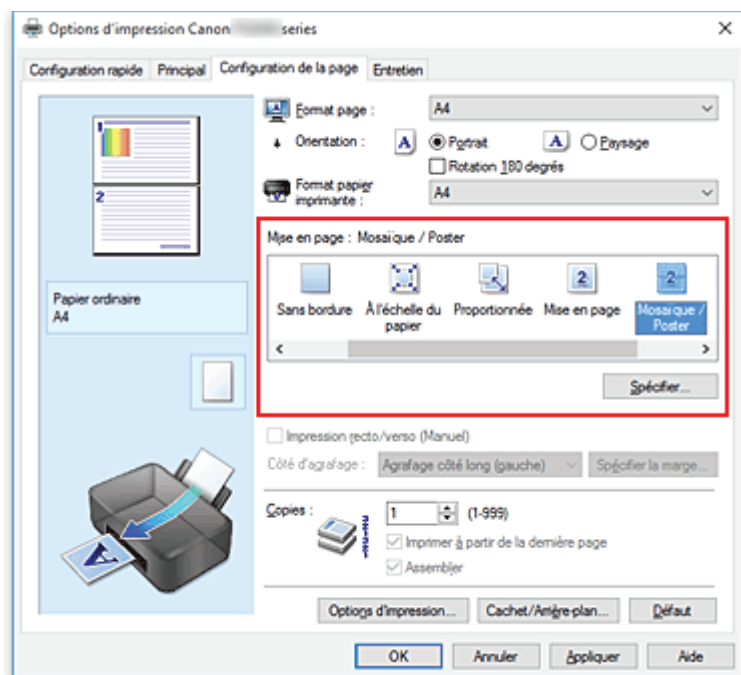 Options d'impression Canon series
Configuration rapide Principal Configuration de la page Entretien
Format page : A4
Orientation : A Portrait A Paysage
Rotation 180 degrés
Format papier imprimante : A4
1
2
Papier ordinaire
A4
Mise en page : Mosaïque / Poster
2 2
Sans bordure À l'échelle du papier Proportionnée Mise en page Mosaïque / Poster
Spécifier...
Impression recto/verso (Manuel)
Côté d'agrafage : Agrafage côté long (gauche) Spécifier la marge...
Copies : 1 (1-999)
Imprimer à partir de la dernière page
Assembler
A
Options d'impression... Cachet/Arrière-plan... Défaut
OK Annuler Appliquer Aide